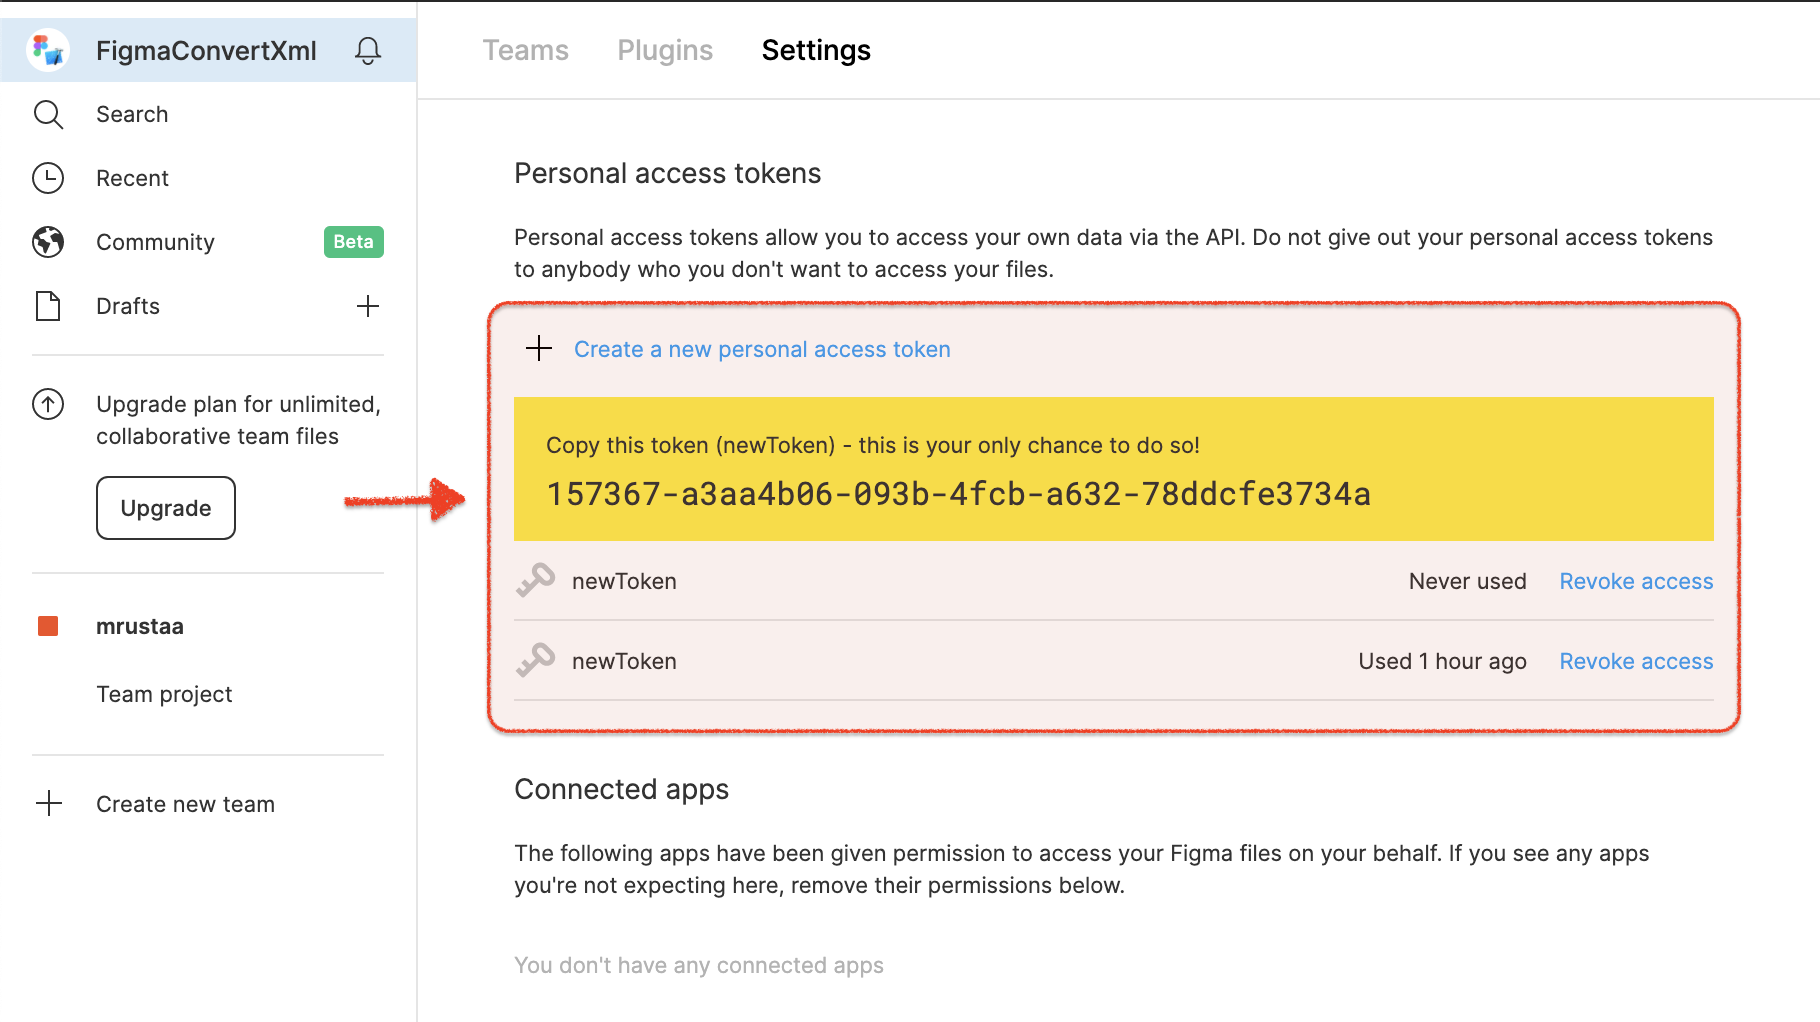 FigmaConvertXml
Search
Recent
Community
Beta
Drafts
Upgrade plan for unlimited,
collaborative team files
Upgrade
mrustaa
Team project
Create new team
Teams
Plugins
Settings
Personal access tokens
Personal access tokens allow you to access your own data via the API. Do not give out your personal access tokens
to anybody who you don't want to access your files.
Create a new personal access token
Copy this token (newToken) - this is your only chance to do so!
157367-a3aa4b06-093b-4fcb-a632-78ddcfe3734a
newToken
Never used
Revoke access
newToken
Used 1 hour ago
Revoke access
Connected apps
The following apps have been given permission to access your Figma files on your behalf. If you see any apps
you're not expecting here, remove their permissions below.
You don't have any connected apps